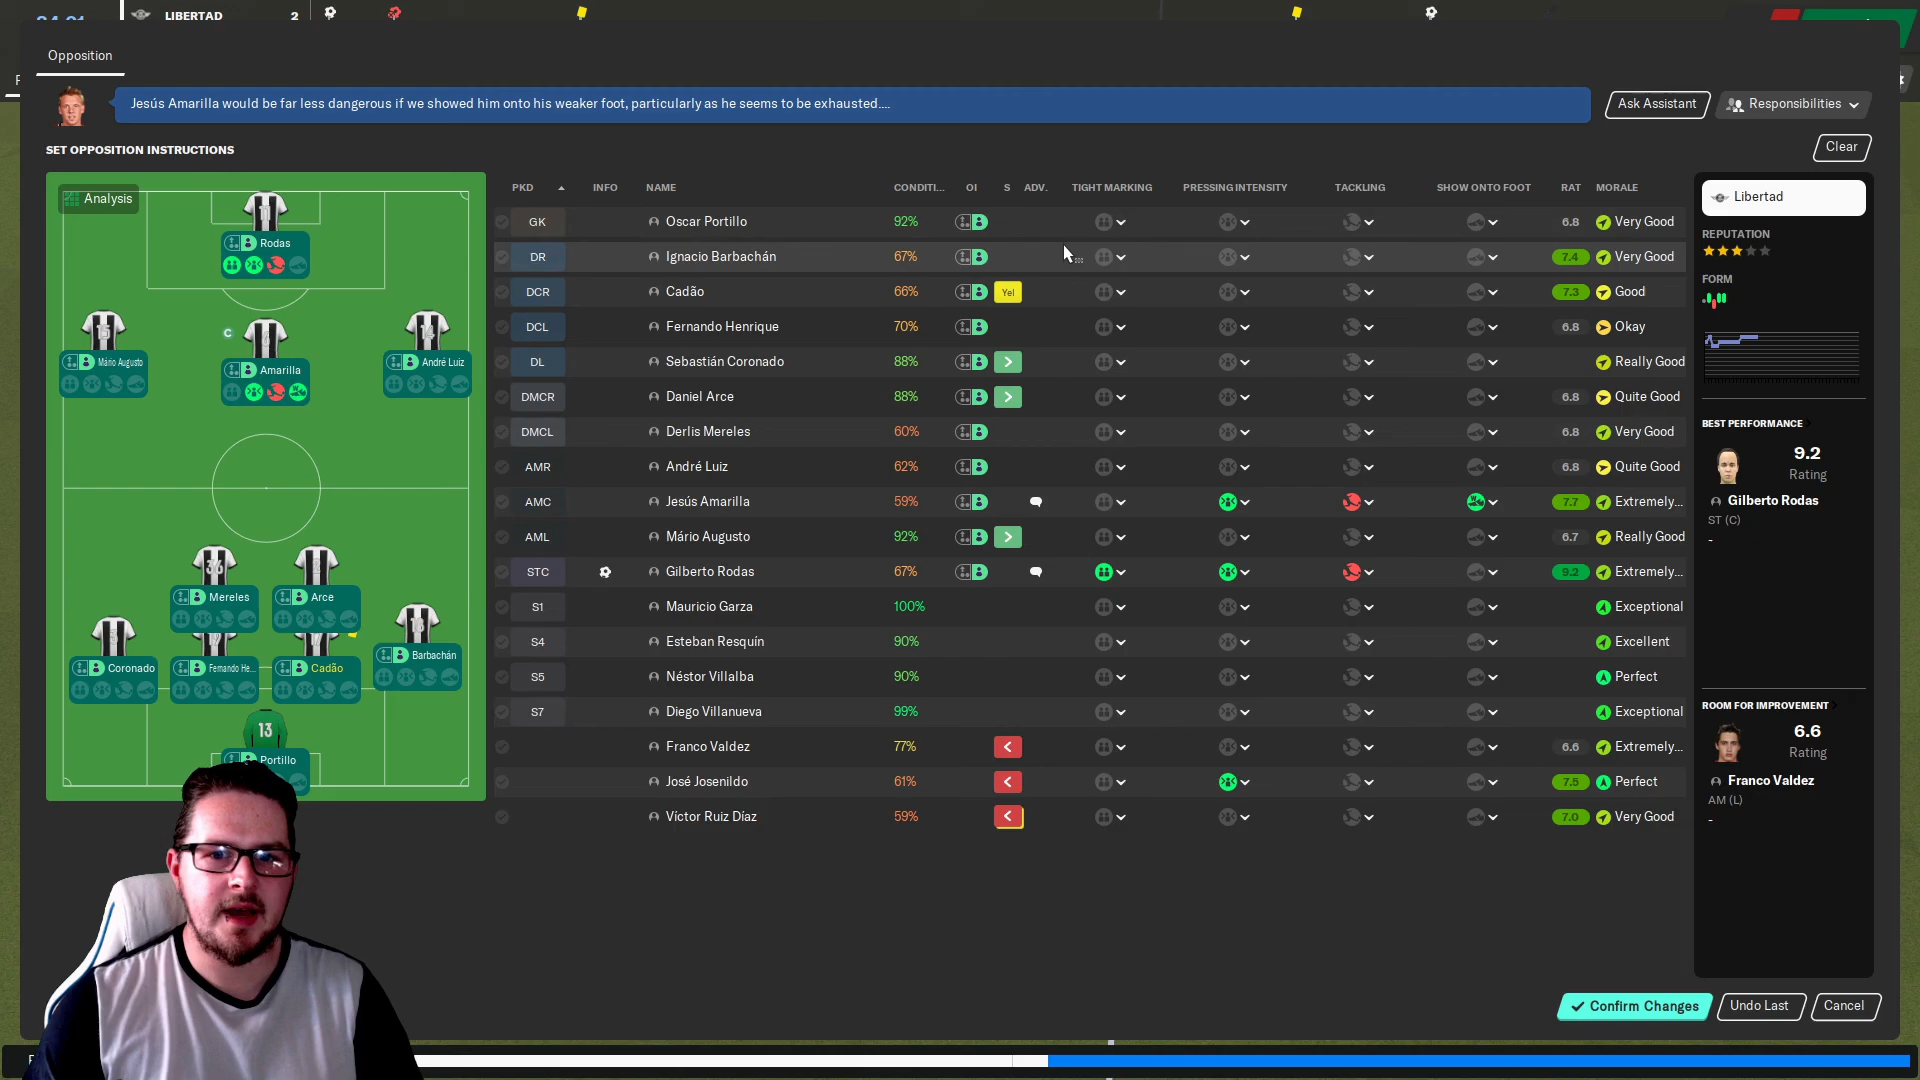 LIBERTAD 2
Opposition
Jesús Amarilla would be far less dangerous if we showed him onto his weaker foot, particularly as he seems to be exhausted....
Ask Assistant
Responsibilities
SET OPPOSITION INSTRUCTIONS
Clear
Analysis
Rodas
C
15
14
Mário Augusto
Amarilla
André Luiz
36
Mereles
Arce
18
Barbachán
Coronado
Fernando He...
Cadão
13
Portillo
PKD INFO NAME CONDITI... OI S ADV. TIGHT MARKING PRESSING INTENSITY TACKLING SHOW ONTO FOOT RAT MORALE
GK Oscar Portillo 92% 6.8 Very Good
DR Ignacio Barbachán 67% 7.4 Very Good
DCR Cadão 66% Yel 7.3 Good
DCL Fernando Henrique 70% 6.8 Okay
DL Sebastián Coronado 88% Really Good
DMCR Daniel Arce 88% 6.8 Quite Good
DMCL Derlis Mereles 60% 6.8 Very Good
AMR André Luiz 62% 6.8 Quite Good
AMC Jesús Amarilla 59% 7.7 Extremely...
AML Mário Augusto 92% 6.7 Really Good
STC Gilberto Rodas 67% 9.2 Extremely...
S1 Mauricio Garza 100% Exceptional
S4 Esteban Resquín 90% Excellent
S5 Néstor Villalba 90% Perfect
S7 Diego Villanueva 99% Exceptional
Franco Valdez 77% 6.6 Extremely...
José Josenildo 61% 7.5 Perfect
Víctor Ruiz Díaz 59% 7.0 Very Good
Libertad
REPUTATION
FORM
BEST PERFORMANCE
9.2
Rating
Gilberto Rodas
ST (C)
-
ROOM FOR IMPROVEMENT
6.6
Rating
Franco Valdez
AM (L)
-
Confirm Changes
Undo Last
Cancel